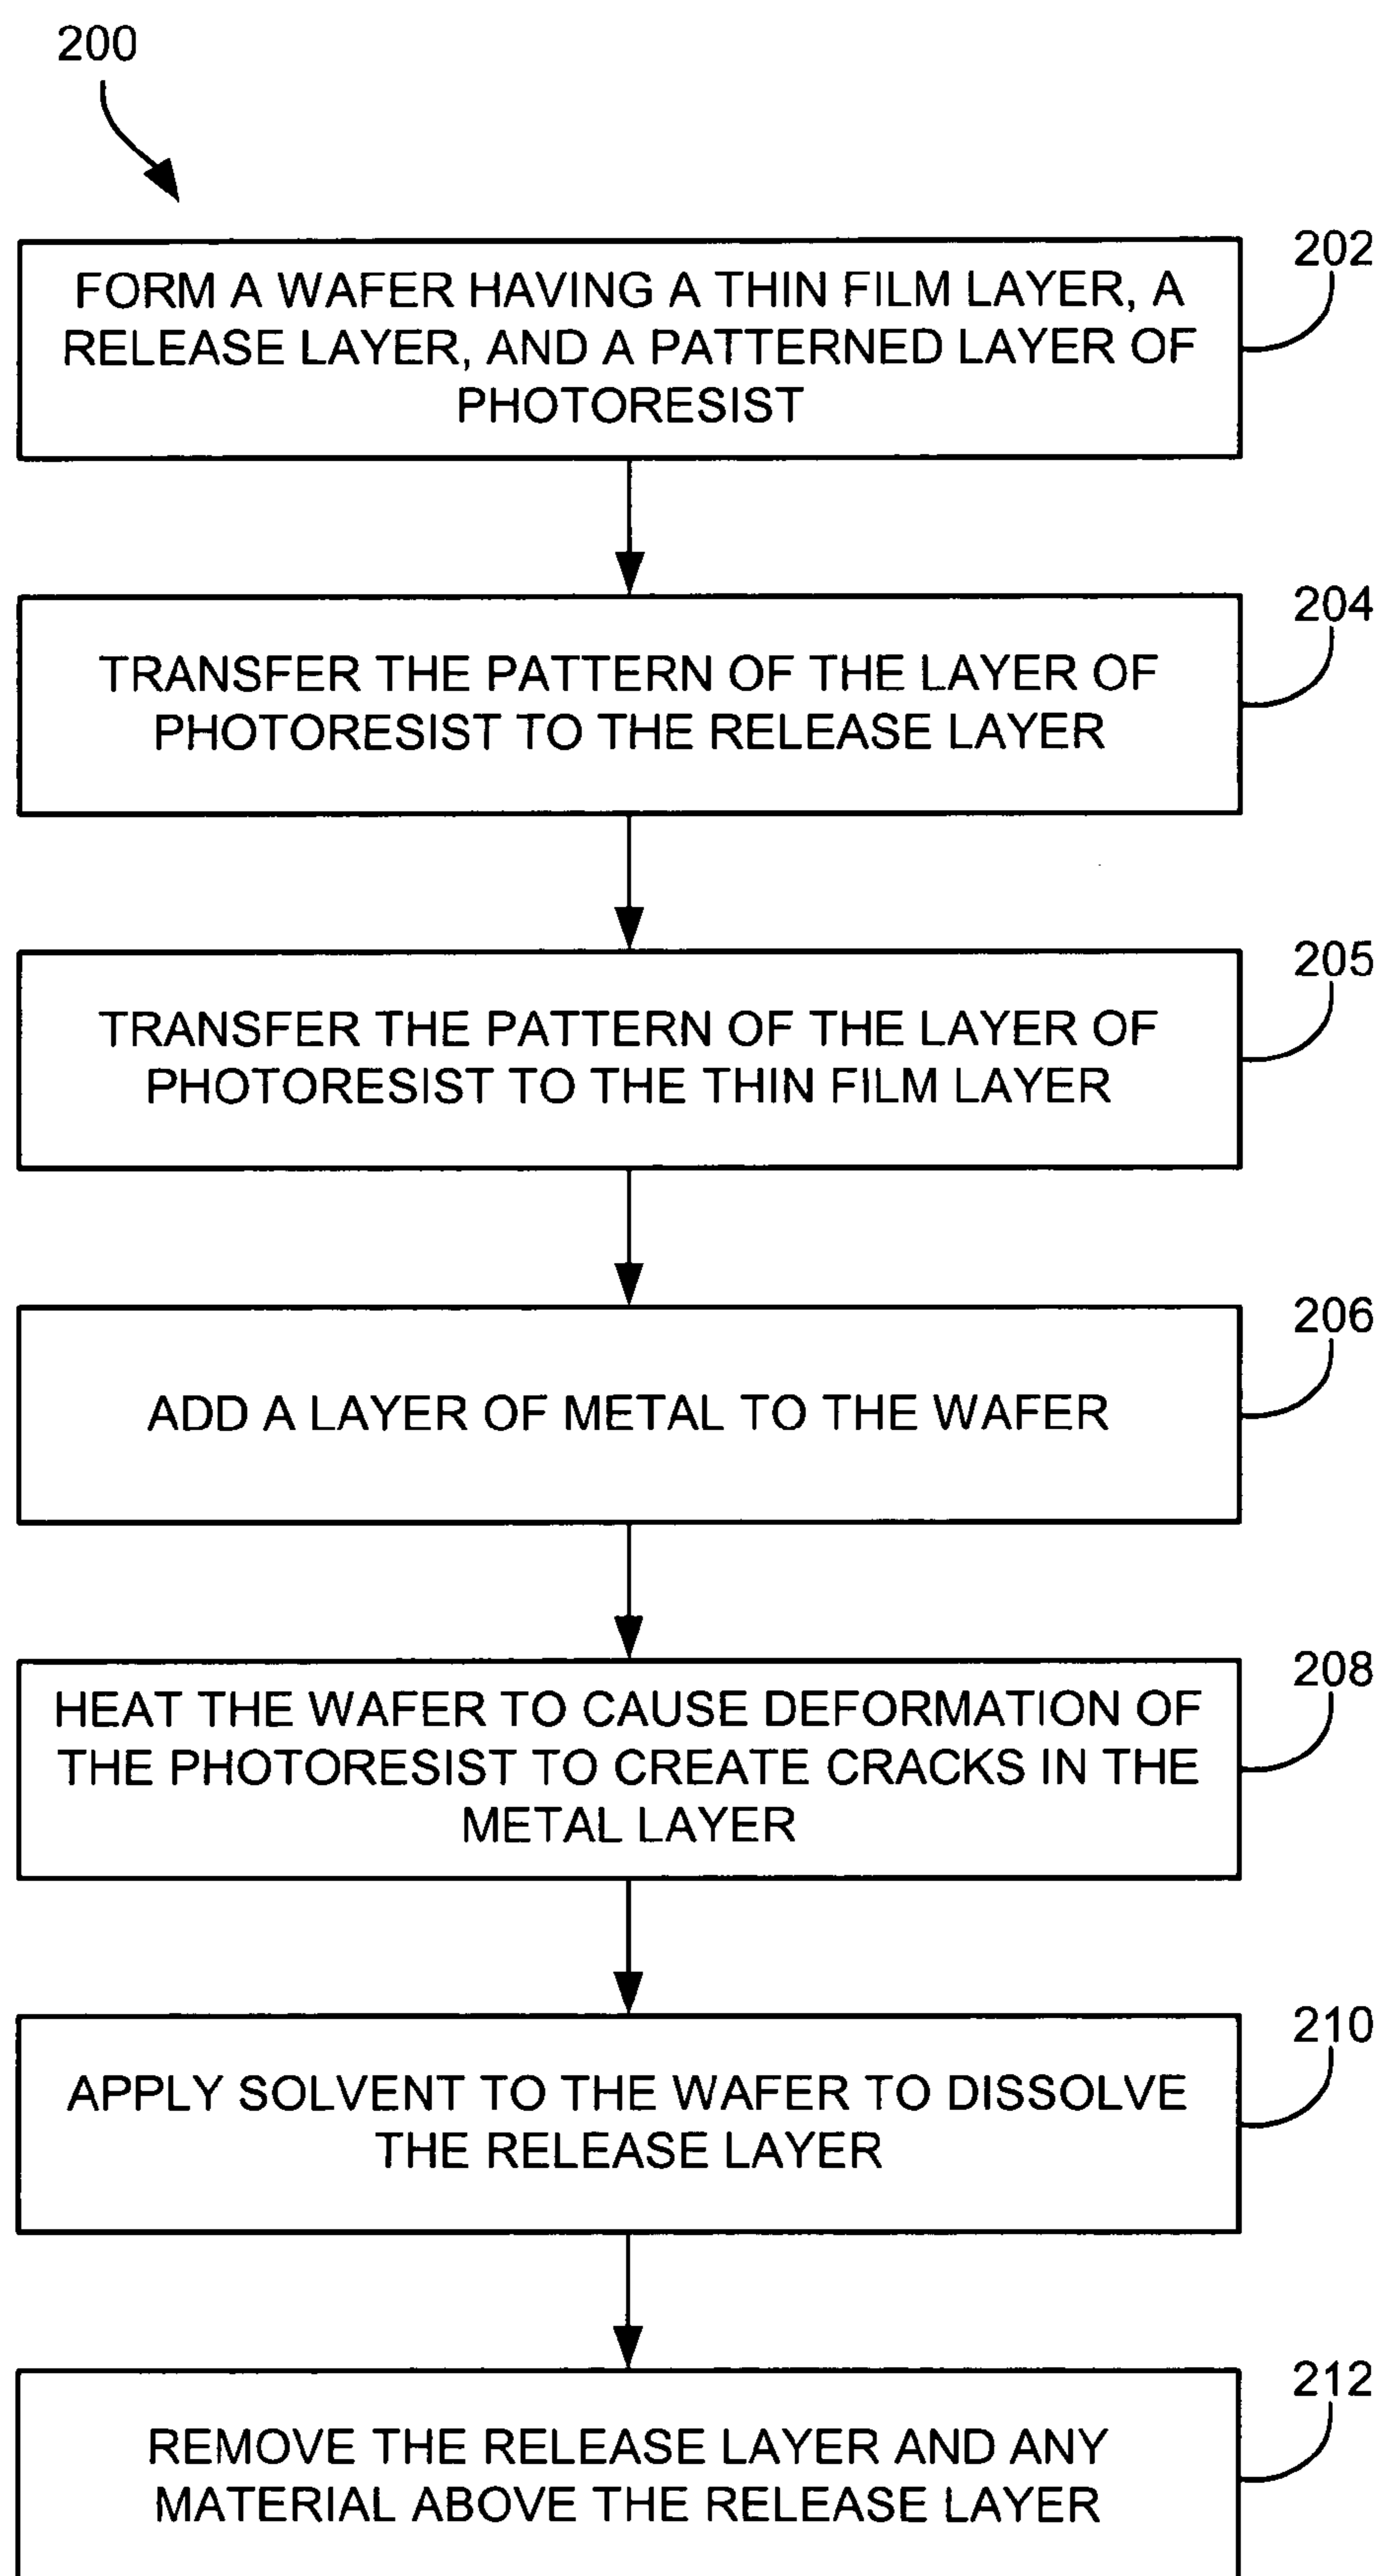 200
202
FORM A WAFER HAVING A THIN FILM LAYER, A
RELEASE LAYER, AND A PATTERNED LAYER OF
PHOTORESIST
204
TRANSFER THE PATTERN OF THE LAYER OF
PHOTORESIST TO THE RELEASE LAYER
205
TRANSFER THE PATTERN OF THE LAYER OF
PHOTORESIST TO THE THIN FILM LAYER
206
ADD A LAYER OF METAL TO THE WAFER
208
HEAT THE WAFER TO CAUSE DEFORMATION OF
THE PHOTORESIST TO CREATE CRACKS IN THE
METAL LAYER
210
APPLY SOLVENT TO THE WAFER TO DISSOLVE
THE RELEASE LAYER
212
REMOVE THE RELEASE LAYER AND ANY
MATERIAL ABOVE THE RELEASE LAYER